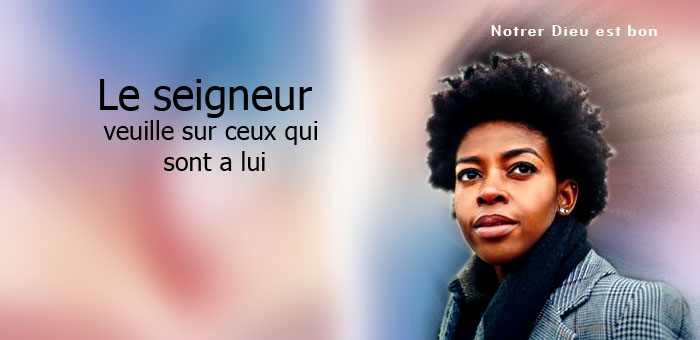 Notrer Dieu est bon
Le seigneur
veuille sur ceux qui
sont a lui